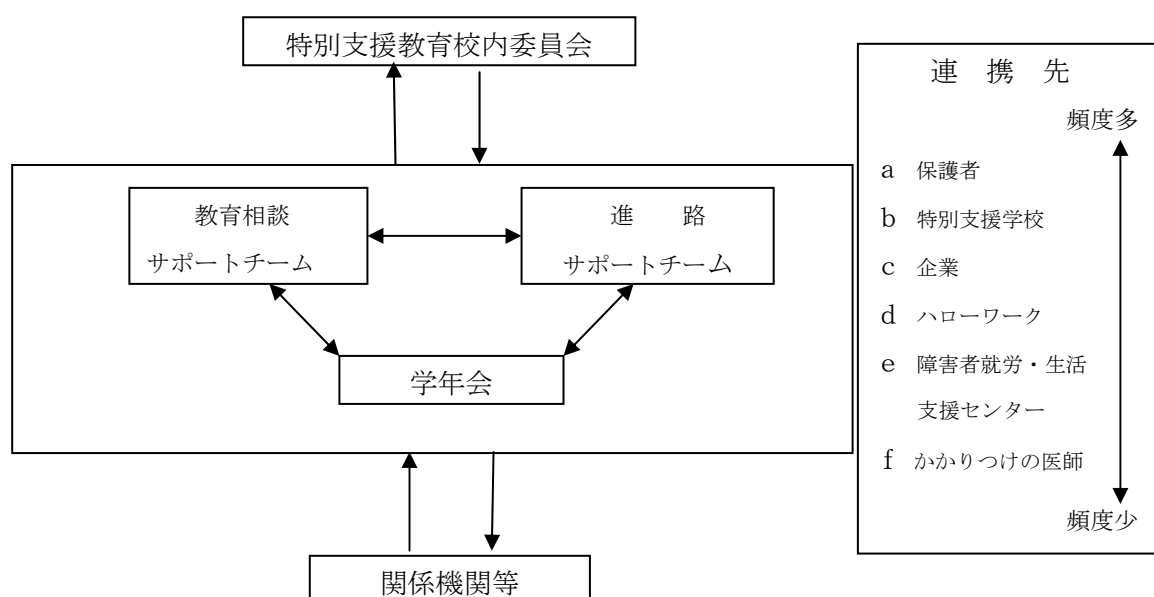 特別支援教育校内委員会
教育相談
サポートチーム
進　　路
サポートチーム
学年会
関係機関等
連　携　先
頻度多
a　保護者
b　特別支援学校
c　企業
d　ハローワーク
e　障害者就労・生活
支援センター
f　かかりつけの医師
頻度少